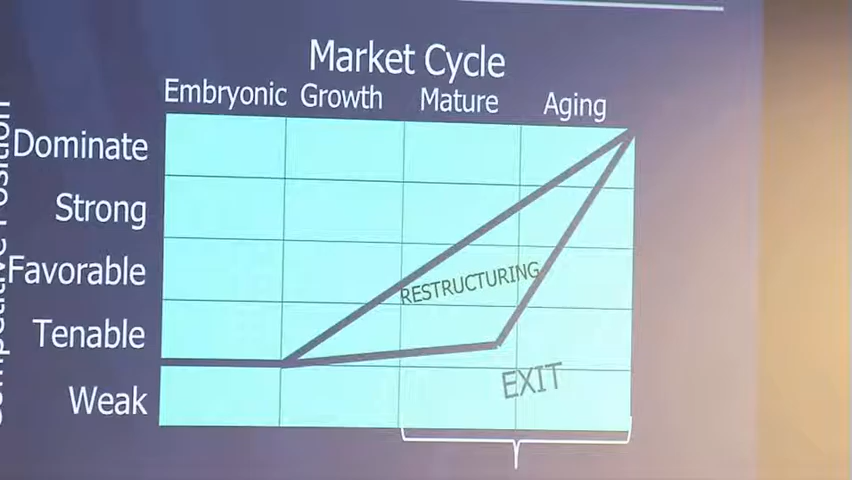 Market Cycle
Embryonic Growth Mature Aging
Dominate
Strong
Favorable
RESTRUCTURING
Tenable
EXIT
Weak